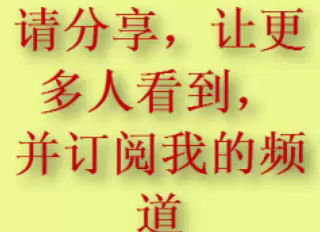 请分享，让更
多人看到，
并订阅我的频
道